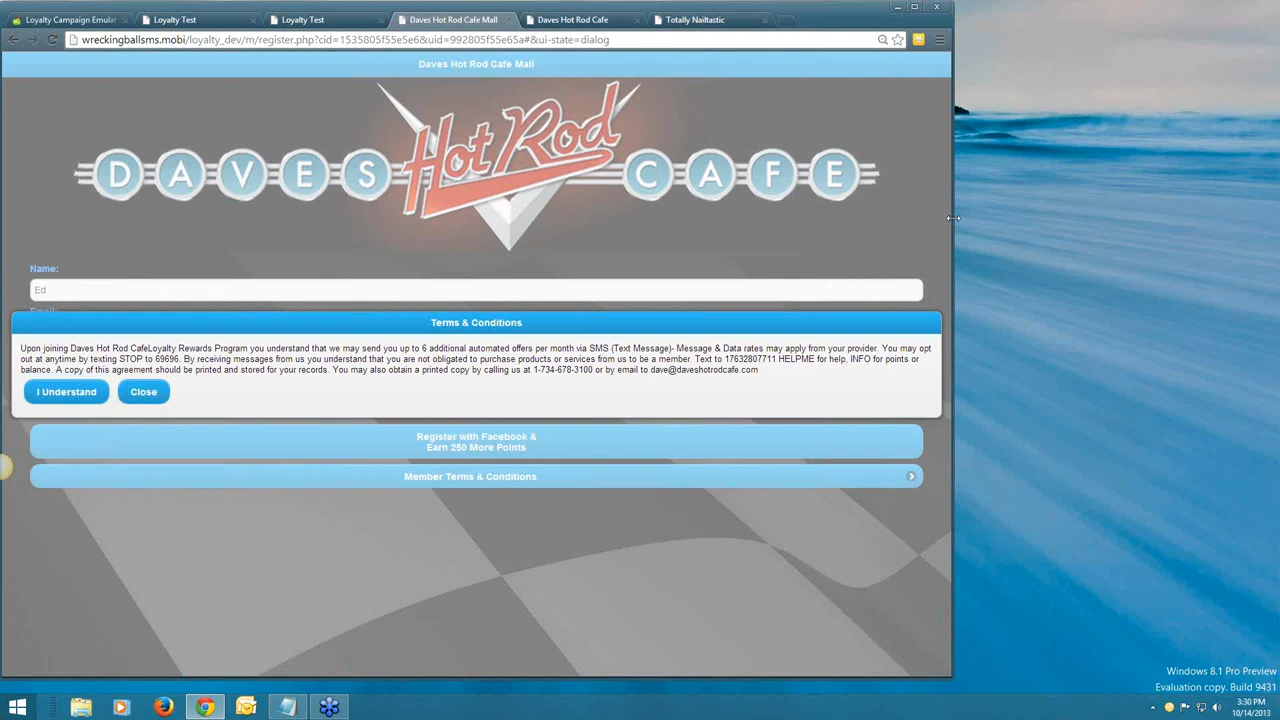 Loyalty Campaign Emulat
Loyalty Test
Loyalty Test
Daves Hot Rod Cafe Mall
Daves Hot Rod Cafe
Totally Nailtastic
wreckingballsms.mobi/loyalty_dev/m/register.php?cid=1535805f55e5e6&uid=992805f55e65a#&ui-state=dialog
Daves Hot Rod Cafe Mall
DAVES Hot Rod CAFE
Name:
Ed
Email:
Terms & Conditions
Upon joining Daves Hot Rod CafeLoyalty Rewards Program you understand that we may send you up to 6 additional automated offers per month via SMS (Text Message)- Message & Data rates may apply from your provider. You may opt
out at anytime by texting STOP to 69696. By receiving messages from us you understand that you are not obligated to purchase products or services from us to be a member. Text to 17632807711 HELPME for help, INFO for points or
balance. A copy of this agreement should be printed and stored for your records. You may also obtain a printed copy by calling us at 1-734-678-3100 or by email to dave@daveshotrodcafe.com
I Understand
Close
Register with Facebook &
Earn 250 More Points
Member Terms & Conditions
Windows 8.1 Pro Preview
Evaluation copy. Build 9431
3:30 PM
10/14/2013